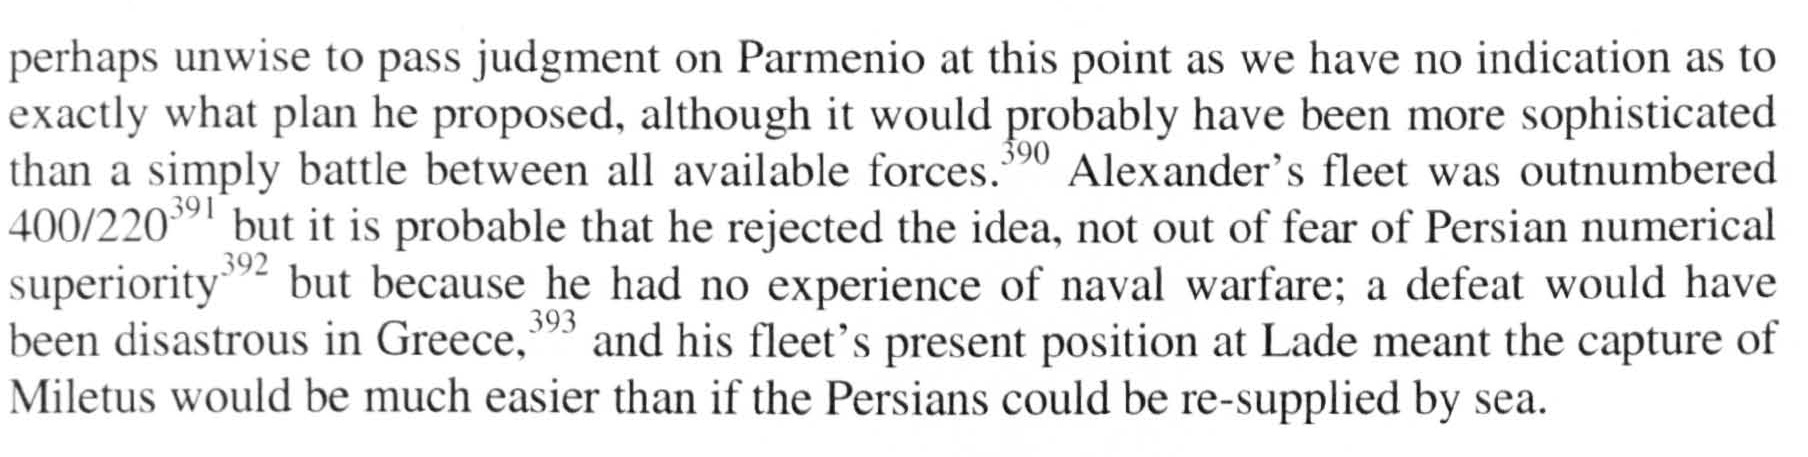 perhaps unwise to pass judgment on Parmenio at this point as we have no indication as to
exactly what plan he proposed, although it would probably have been more sophisticated
than a simply battle between all available forces.390 Alexander's fleet was outnumbered
400/220391 but it is probable that he rejected the idea, not out of fear of Persian numerical
superiority392 but because he had no experience of naval warfare; a defeat would have
been disastrous in Greece,393 and his fleet's present position at Lade meant the capture of
Miletus would be much easier than if the Persians could be re-supplied by sea.